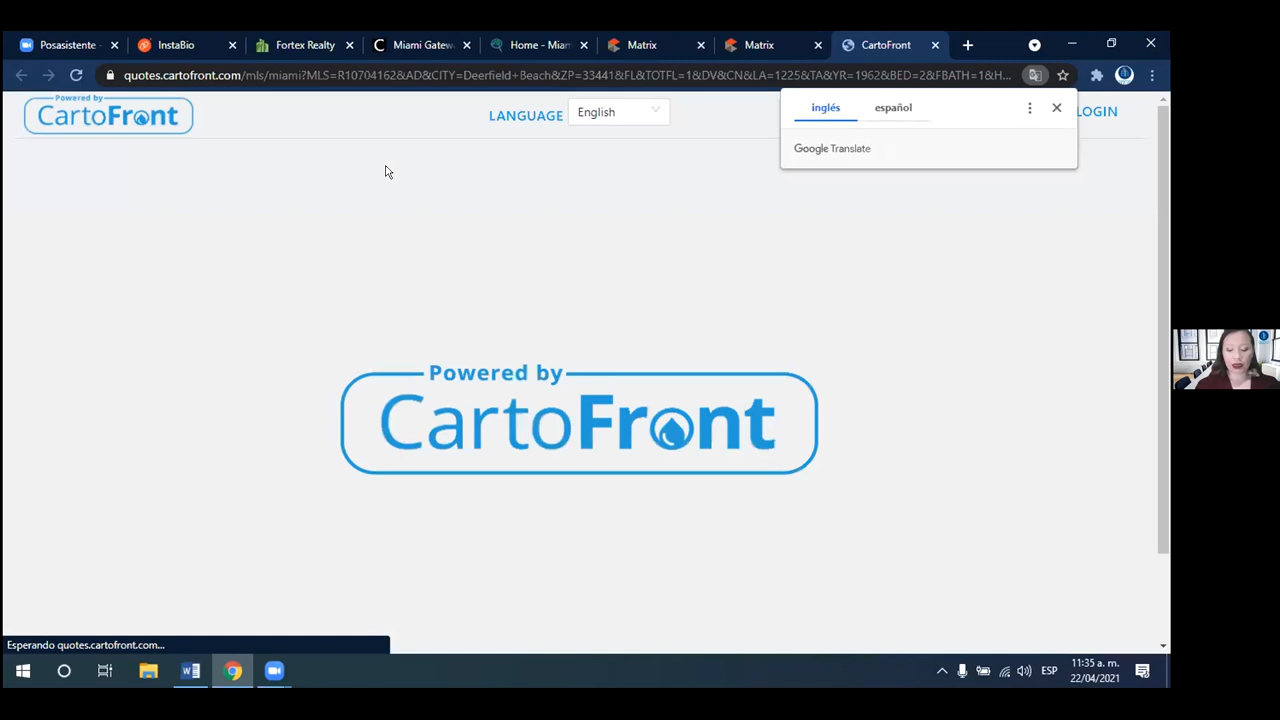 Posasistente
InstaBio
Fortex Realty
Miami Gatew
Home - Miam
Matrix
Matrix
CartoFront
quotes.cartofront.com/mls/miami?MLS=R10704162&AD&CITY=Deerfield+Beach&ZP=33441&FL&TOTFL=1&DV&CN&LA=1225&TA&YR=1962&BED=2&FBATH=1&H...
Powered by
CartoFront
LANGUAGE
English
inglés
español
LOGIN
Google Translate
Powered by
CartoFront
Esperando quotes.cartofront.com...
ESP
11:35 a. m.
22/04/2021